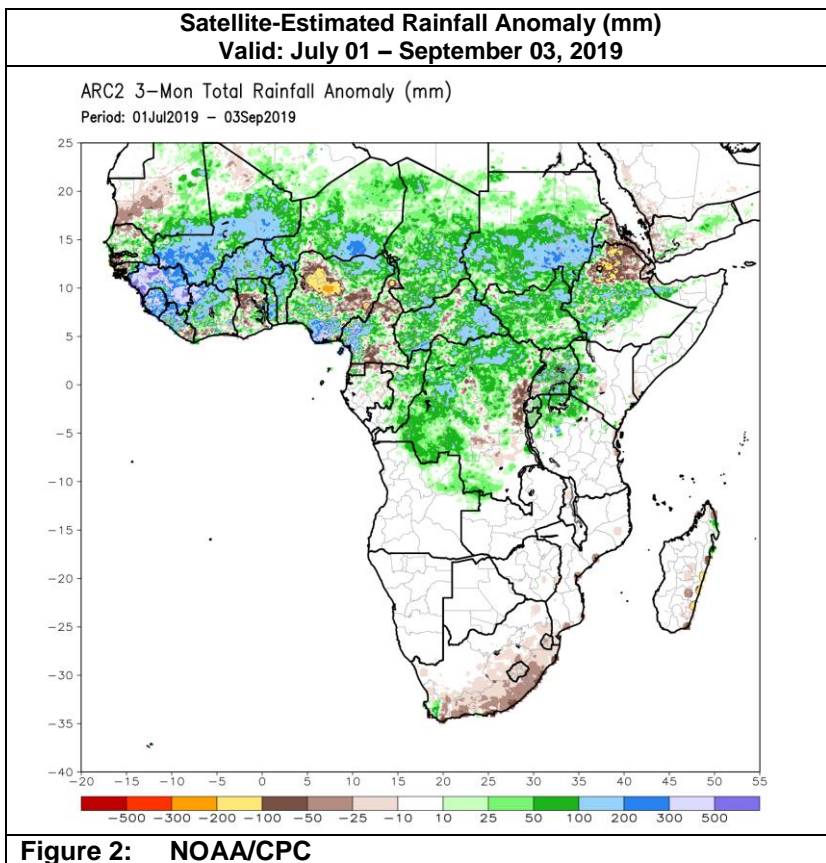 Satellite-Estimated Rainfall Anomaly (mm)
Valid: July 01 – September 03, 2019
ARC2 3-Mon Total Rainfall Anomaly (mm)
Period: 01Jul2019 – 03Sep2019
25
20
15
10
5
0
−5
−10
−15
−20
−25
−30
−35
−40
−20 −15 −10 −5 0 5 10 15 20 25 30 35 40 45 50 55
−500 −300 −200 −100 −50 −25 −10 10 25 50 100 200 300 500
Figure 2: NOAA/CPC